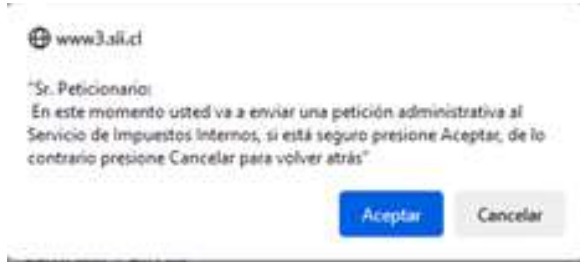 www3.sii.cl
"Sr. Peticionario:
En este momento usted va a enviar una petición administrativa al
Servicio de Impuestos Internos, si está seguro presione Aceptar, de lo
contrario presione Cancelar para volver atrás"
Aceptar Cancelar